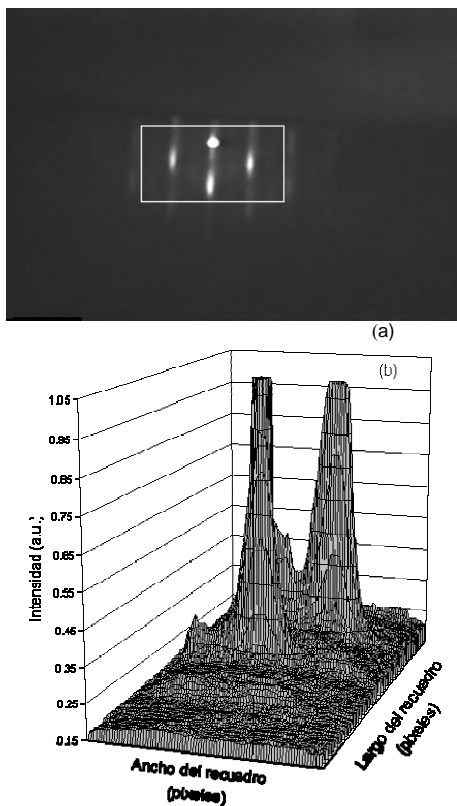 (a)
(b)
1.05
0.95
0.85
0.75
0.65
0.55
0.45
0.35
0.25
0.15
Intensidad (a.u.)
Ancho del recuadro
(pixeles)
Largo del recuadro
(pixeles)